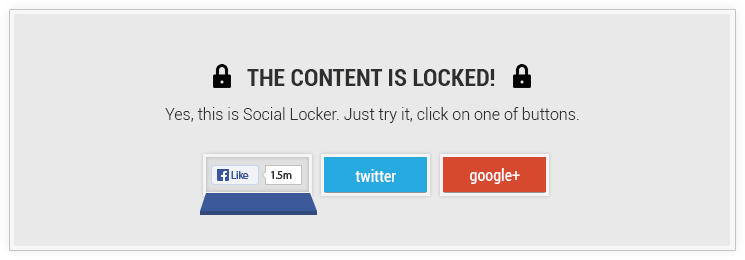 THE CONTENT IS LOCKED!
Yes, this is Social Locker. Just try it, click on one of buttons.
f Like 1.5m twitter google+